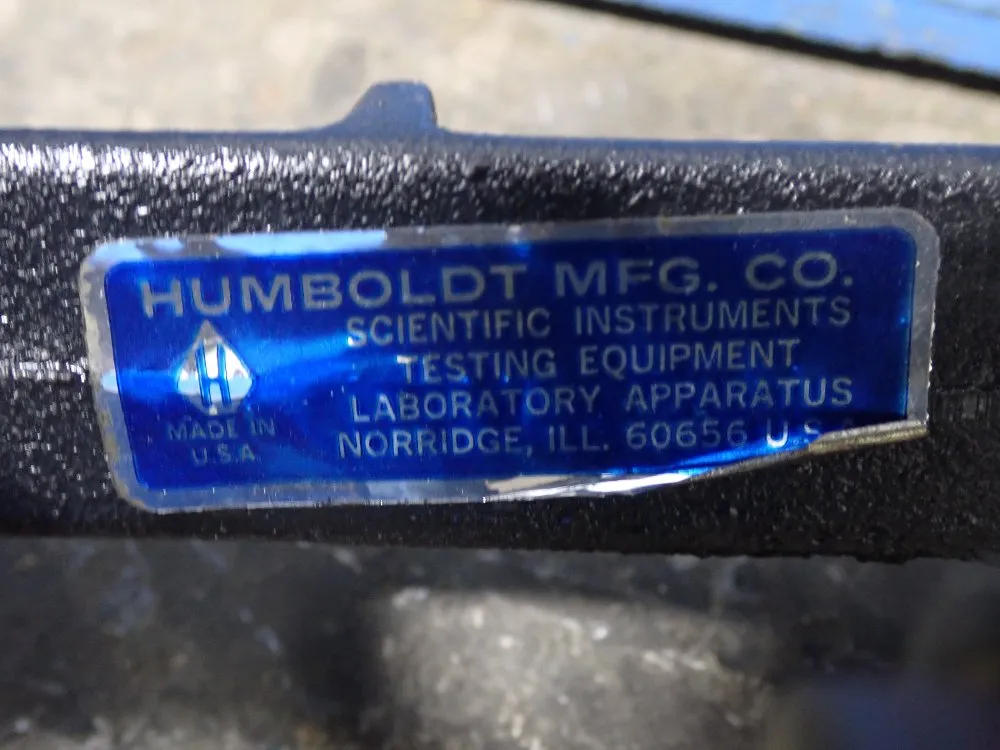 HUMBOLDT MFG. CO.
SCIENTIFIC INSTRUMENTS
TESTING EQUIPMENT
LABORATORY APPARATUS
NORRIDGE, ILL. 60656 U.S.
H
MADE IN
U.S.A.